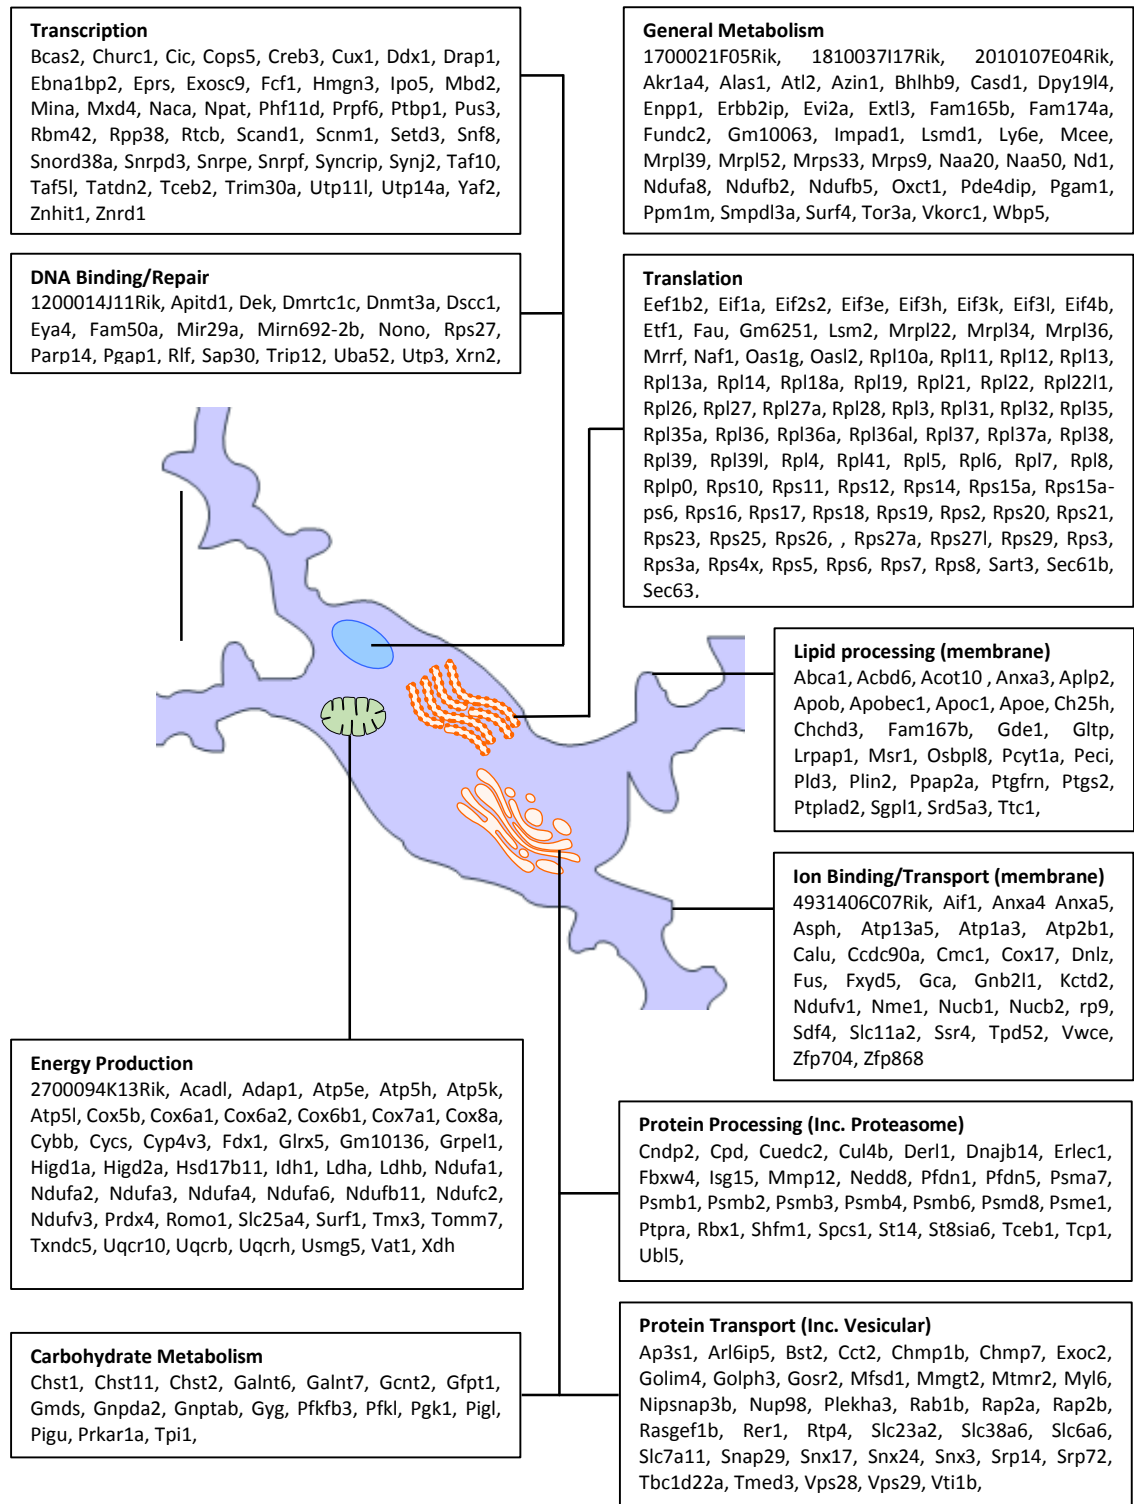 Transcription
Bcas2, Churc1, Cic, Cops5, Creb3, Cux1, Ddx1, Drap1,
Ebna1bp2, Eprs, Exosc9, Fcf1, Hmgn3, Ipo5, Mbd2,
Mina, Mxd4, Naca, Npat, Phf11d, Prpf6, Ptbp1, Pus3,
Rbm42, Rpp38, Rtcb, Scand1, Scnm1, Setd3, Snf8,
Snord38a, Snrpd3, Snrpe, Snrpf, Syncrip, Synj2, Taf10,
Taf5l, Tatdn2, Tceb2, Trim30a, Utp11l, Utp14a, Yaf2,
Znhit1, Znrd1
General Metabolism
1700021F05Rik, 1810037I17Rik, 2010107E04Rik,
Akr1a4, Alas1, Atl2, Azin1, Bhlhb9, Casd1, Dpy19l4,
Enpp1, Erbb2ip, Evi2a, Extl3, Fam165b, Fam174a,
Fundc2, Gm10063, Impad1, Lsmd1, Ly6e, Mcee,
Mrpl39, Mrpl52, Mrps33, Mrps9, Naa20, Naa50, Nd1,
Ndufa8, Ndufb2, Ndufb5, Oxct1, Pde4dip, Pgam1,
Ppm1m, Smpdl3a, Surf4, Tor3a, Vkorc1, Wbp5,
DNA Binding/Repair
1200014J11Rik, Apitd1, Dek, Dmrtc1c, Dnmt3a, Dscc1,
Eya4, Fam50a, Mir29a, Mirn692-2b, Nono, Rps27,
Parp14, Pgap1, Rlf, Sap30, Trip12, Uba52, Utp3, Xrn2,
Translation
Eef1b2, Eif1a, Eif2s2, Eif3e, Eif3h, Eif3k, Eif3l, Eif4b,
Etf1, Fau, Gm6251, Lsm2, Mrpl22, Mrpl34, Mrpl36,
Mrrf, Naf1, Oas1g, Oasl2, Rpl10a, Rpl11, Rpl12, Rpl13,
Rpl13a, Rpl14, Rpl18a, Rpl19, Rpl21, Rpl22, Rpl22l1,
Rpl26, Rpl27, Rpl27a, Rpl28, Rpl3, Rpl31, Rpl32, Rpl35,
Rpl35a, Rpl36, Rpl36a, Rpl36al, Rpl37, Rpl37a, Rpl38,
Rpl39, Rpl39l, Rpl4, Rpl41, Rpl5, Rpl6, Rpl7, Rpl8,
Rplp0, Rps10, Rps11, Rps12, Rps14, Rps15a, Rps15a-
ps6, Rps16, Rps17, Rps18, Rps19, Rps2, Rps20, Rps21,
Rps23, Rps25, Rps26, , Rps27a, Rps27l, Rps29, Rps3,
Rps3a, Rps4x, Rps5, Rps6, Rps7, Rps8, Sart3, Sec61b,
Sec63,
Lipid processing (membrane)
Abca1, Acbd6, Acot10 , Anxa3, Aplp2,
Apob, Apobec1, Apoc1, Apoe, Ch25h,
Chchd3, Fam167b, Gde1, Gltp,
Lrpap1, Msr1, Osbpl8, Pcyt1a, Peci,
Pld3, Plin2, Ppap2a, Ptgfrn, Ptgs2,
Ptplad2, Sgpl1, Srd5a3, Ttc1,
Ion Binding/Transport (membrane)
4931406C07Rik, Aif1, Anxa4 Anxa5,
Asph, Atp13a5, Atp1a3, Atp2b1,
Calu, Ccdc90a, Cmc1, Cox17, Dnlz,
Fus, Fxyd5, Gca, Gnb2l1, Kctd2,
Ndufv1, Nme1, Nucb1, Nucb2, rp9,
Sdf4, Slc11a2, Ssr4, Tpd52, Vwce,
Zfp704, Zfp868
Energy Production
2700094K13Rik, Acadl, Adap1, Atp5e, Atp5h, Atp5k,
Atp5l, Cox5b, Cox6a1, Cox6a2, Cox6b1, Cox7a1, Cox8a,
Cybb, Cycs, Cyp4v3, Fdx1, Glrx5, Gm10136, Grpel1,
Higd1a, Higd2a, Hsd17b11, Idh1, Ldha, Ldhb, Ndufa1,
Ndufa2, Ndufa3, Ndufa4, Ndufa6, Ndufb11, Ndufc2,
Ndufv3, Prdx4, Romo1, Slc25a4, Surf1, Tmx3, Tomm7,
Txndc5, Uqcr10, Uqcrb, Uqcrh, Usmg5, Vat1, Xdh
Protein Processing (Inc. Proteasome)
Cndp2, Cpd, Cuedc2, Cul4b, Derl1, Dnajb14, Erlec1,
Fbxw4, Isg15, Mmp12, Nedd8, Pfdn1, Pfdn5, Psma7,
Psmb1, Psmb2, Psmb3, Psmb4, Psmb6, Psmd8, Psme1,
Ptpra, Rbx1, Shfm1, Spcs1, St14, St8sia6, Tceb1, Tcp1,
Ubl5,
Carbohydrate Metabolism
Chst1, Chst11, Chst2, Galnt6, Galnt7, Gcnt2, Gfpt1,
Gmds, Gnpda2, Gnptab, Gyg, Pfkfb3, Pfkl, Pgk1, Pigl,
Pigu, Prkar1a, Tpi1,
Protein Transport (Inc. Vesicular)
Ap3s1, Arl6ip5, Bst2, Cct2, Chmp1b, Chmp7, Exoc2,
Golim4, Golph3, Gosr2, Mfsd1, Mmgt2, Mtmr2, Myl6,
Nipsnap3b, Nup98, Plekha3, Rab1b, Rap2a, Rap2b,
Rasgef1b, Rer1, Rtp4, Slc23a2, Slc38a6, Slc6a6,
Slc7a11, Snap29, Snx17, Snx24, Snx3, Srp14, Srp72,
Tbc1d22a, Tmed3, Vps28, Vps29, Vti1b,